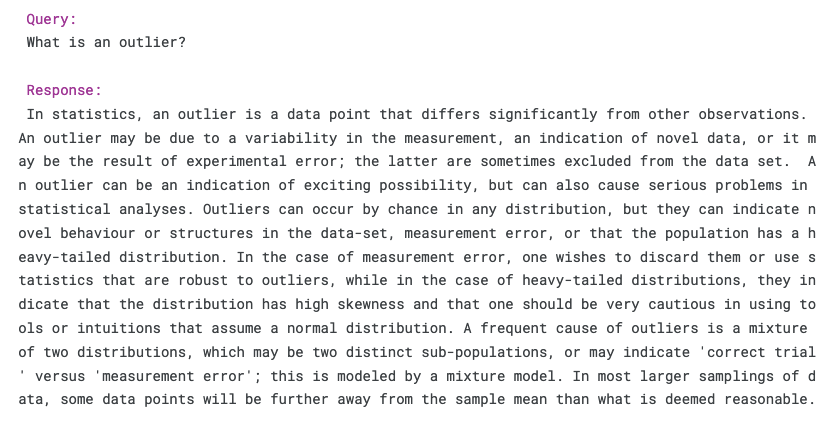 Query:
What is an outlier?
Response:
In statistics, an outlier is a data point that differs significantly from other observations.
An outlier may be due to a variability in the measurement, an indication of novel data, or it m
ay be the result of experimental error; the latter are sometimes excluded from the data set.  A
n outlier can be an indication of exciting possibility, but can also cause serious problems in
statistical analyses. Outliers can occur by chance in any distribution, but they can indicate n
ovel behaviour or structures in the data-set, measurement error, or that the population has a h
eavy-tailed distribution. In the case of measurement error, one wishes to discard them or use s
tatistics that are robust to outliers, while in the case of heavy-tailed distributions, they in
dicate that the distribution has high skewness and that one should be very cautious in using to
ols or intuitions that assume a normal distribution. A frequent cause of outliers is a mixture
of two distributions, which may be two distinct sub-populations, or may indicate 'correct trial
' versus 'measurement error'; this is modeled by a mixture model. In most larger samplings of d
ata, some data points will be further away from the sample mean than what is deemed reasonable.